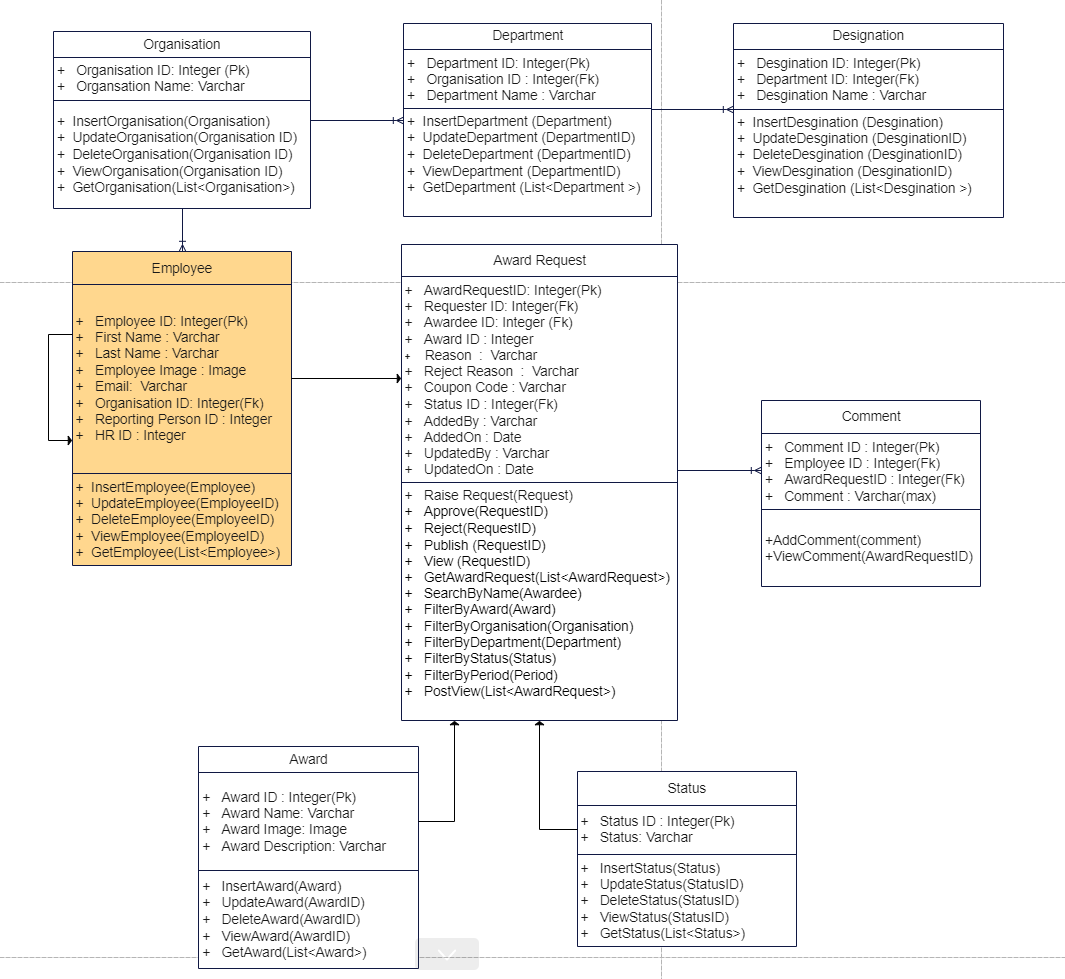 Organisation
+ Organisation ID: Integer (Pk)
+ Organsation Name: Varchar
+ InsertOrganisation(Organisation)
+ UpdateOrganisation(Organisation ID)
+ DeleteOrganisation(Organisation ID)
+ ViewOrganisation(Organisation ID)
+ GetOrganisation(List<Organisation>)
Department
+ Department ID: Integer(Pk)
+ Organisation ID : Integer(Fk)
+ Department Name : Varchar
+ InsertDepartment (Department)
+ UpdateDepartment (DepartmentID)
+ DeleteDepartment (DepartmentID)
+ ViewDepartment (DepartmentID)
+ GetDepartment (List<Department >)
Designation
+ Desgination ID: Integer(Pk)
+ Department ID: Integer(Fk)
+ Desgination Name : Varchar
+ InsertDesgination (Desgination)
+ UpdateDesgination (DesginationID)
+ DeleteDesgination (DesginationID)
+ ViewDesgination (DesginationID)
+ GetDesgination (List<Desgination >)
Employee
+ Employee ID: Integer(Pk)
+ First Name : Varchar
+ Last Name : Varchar
+ Employee Image : Image
+ Email: Varchar
+ Organisation ID: Integer(Fk)
+ Reporting Person ID : Integer
+ HR ID : Integer
+ InsertEmployee(Employee)
+ UpdateEmployee(EmployeeID)
+ DeleteEmployee(EmployeeID)
+ ViewEmployee(EmployeeID)
+ GetEmployee(List<Employee>)
Award Request
+ AwardRequestID: Integer(Pk)
+ Requester ID: Integer(Fk)
+ Awardee ID: Integer (Fk)
+ Award ID : Integer
+ Reason : Varchar
+ Reject Reason : Varchar
+ Coupon Code : Varchar
+ Status ID : Integer(Fk)
+ AddedBy : Varchar
+ AddedOn : Date
+ UpdatedBy : Varchar
+ UpdatedOn : Date
+ Raise Request(Request)
+ Approve(RequestID)
+ Reject(RequestID)
+ Publish (RequestID)
+ View (RequestID)
+ GetAwardRequest(List<AwardRequest>)
+ SearchByName(Awardee)
+ FilterByAward(Award)
+ FilterByOrganisation(Organisation)
+ FilterByDepartment(Department)
+ FilterByStatus(Status)
+ FilterByPeriod(Period)
+ PostView(List<AwardRequest>)
Comment
+ Comment ID : Integer(Pk)
+ Employee ID : Integer(Fk)
+ AwardRequestID : Integer(Fk)
+ Comment : Varchar(max)
+AddComment(comment)
+ViewComment(AwardRequestID)
Award
+ Award ID : Integer(Pk)
+ Award Name: Varchar
+ Award Image: Image
+ Award Description: Varchar
+ InsertAward(Award)
+ UpdateAward(AwardID)
+ DeleteAward(AwardID)
+ ViewAward(AwardID)
+ GetAward(List<Award>)
Status
+ Status ID : Integer(Pk)
+ Status: Varchar
+ InsertStatus(Status)
+ UpdateStatus(StatusID)
+ DeleteStatus(StatusID)
+ ViewStatus(StatusID)
+ GetStatus(List<Status>)